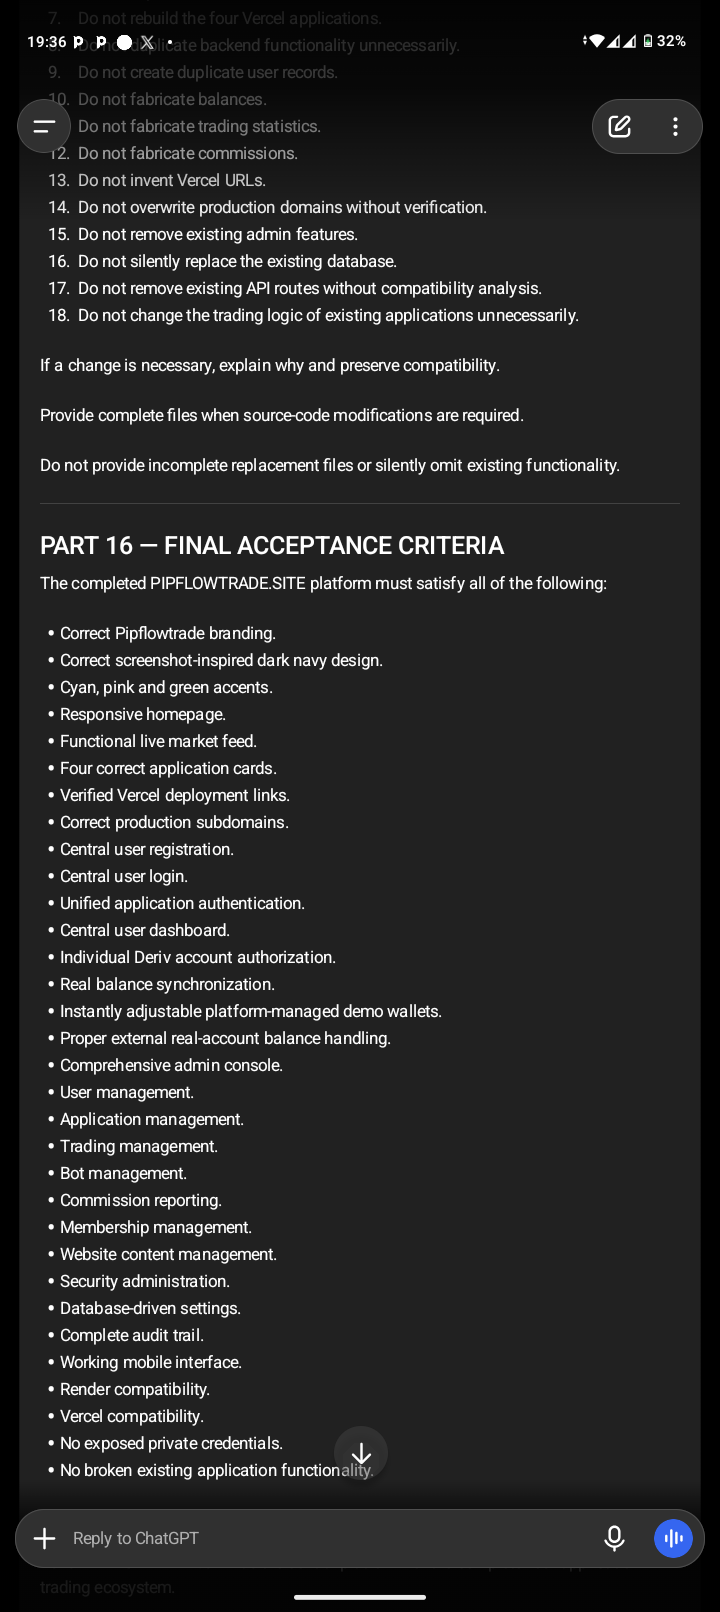 7. Do not rebuild the four Vercel applications.
19:36
32%
duplicate backend functionality unnecessarily.
9. Do not create duplicate user records.
10. Do not fabricate balances.
Do not fabricate trading statistics.
12. Do not fabricate commissions.
13. Do not invent Vercel URLs.
14. Do not overwrite production domains without verification.
15. Do not remove existing admin features.
16. Do not silently replace the existing database.
17. Do not remove existing API routes without compatibility analysis.
18. Do not change the trading logic of existing applications unnecessarily.
If a change is necessary, explain why and preserve compatibility.
Provide complete files when source-code modifications are required.
Do not provide incomplete replacement files or silently omit existing functionality.
PART 16 — FINAL ACCEPTANCE CRITERIA
The completed PIPFLOWTRADE.SITE platform must satisfy all of the following:
• Correct Pipflowtrade branding.
• Correct screenshot-inspired dark navy design.
• Cyan, pink and green accents.
• Responsive homepage.
• Functional live market feed.
• Four correct application cards.
• Verified Vercel deployment links.
• Correct production subdomains.
• Central user registration.
• Central user login.
• Unified application authentication.
• Central user dashboard.
• Individual Deriv account authorization.
• Real balance synchronization.
• Instantly adjustable platform-managed demo wallets.
• Proper external real-account balance handling.
• Comprehensive admin console.
• User management.
• Application management.
• Trading management.
• Bot management.
• Commission reporting.
• Membership management.
• Website content management.
• Security administration.
• Database-driven settings.
• Complete audit trail.
• Working mobile interface.
• Render compatibility.
• Vercel compatibility.
• No exposed private credentials.
• No broken existing application functionality.
Reply to ChatGPT
trading ecosystem.